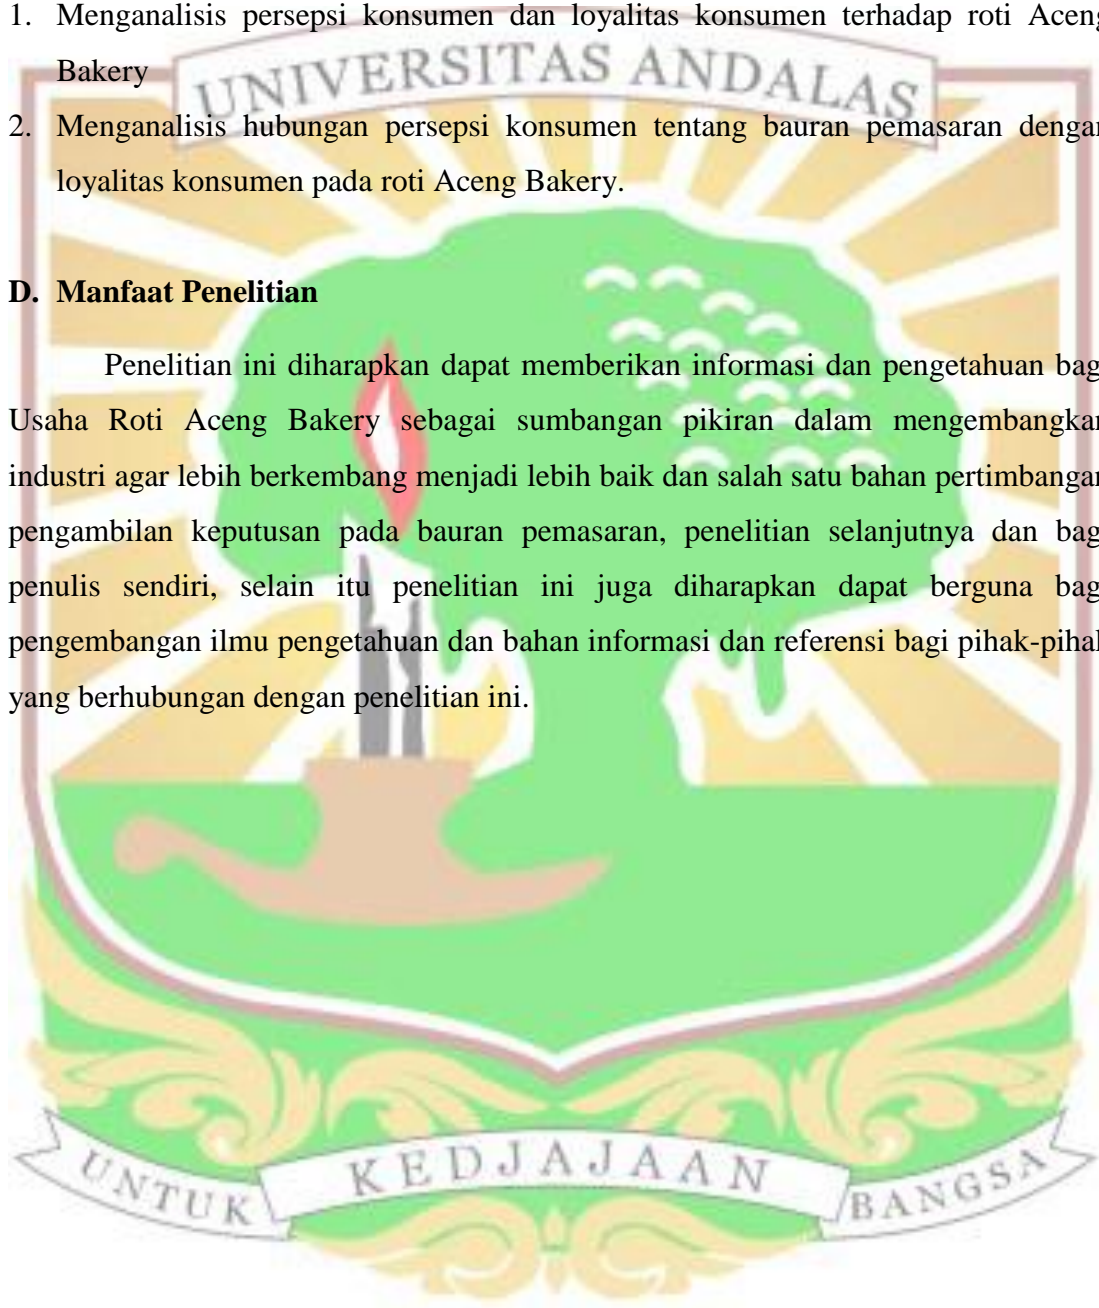 1. Menganalisis persepsi konsumen dan loyalitas konsumen terhadap roti Aceng
Bakery
UNIVERSITAS ANDALAS
2. Menganalisis hubungan persepsi konsumen tentang bauran pemasaran dengan
loyalitas konsumen pada roti Aceng Bakery.
D. Manfaat Penelitian
Penelitian ini diharapkan dapat memberikan informasi dan pengetahuan bag
Usaha Roti Aceng Bakery sebagai sumbangan pikiran dalam mengembangkan
industri agar lebih berkembang menjadi lebih baik dan salah satu bahan pertimbangan
pengambilan keputusan pada bauran pemasaran, penelitian selanjutnya dan bag
penulis sendiri, selain itu penelitian ini juga diharapkan dapat berguna bag
pengembangan ilmu pengetahuan dan bahan informasi dan referensi bagi pihak-pihak
yang berhubungan dengan penelitian ini.
UNTUK KEDJAJAAN BANGSA